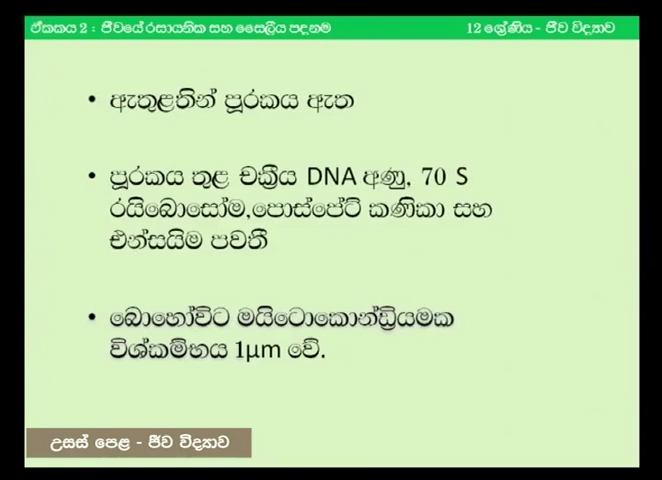 ඒකකය 2 : ජීවයේ රසායනික සහ සෛලීය පදනම
12 ශ්‍රේණිය - ජීව විද්‍යාව
• ඇතුළතින් පූරකය ඇත
• පූරකය තුළ චක්‍රීය DNA අණු, 70 S
රයිබොසෝම,පොස්පේට් කණිකා සහ
එන්සයිම පවතී
• බොහෝවිට මයිටොකොන්ඩ්‍රියමක
විශ්කම්භය 1µm වේ.
උසස් පෙළ - ජීව විද්‍යාව